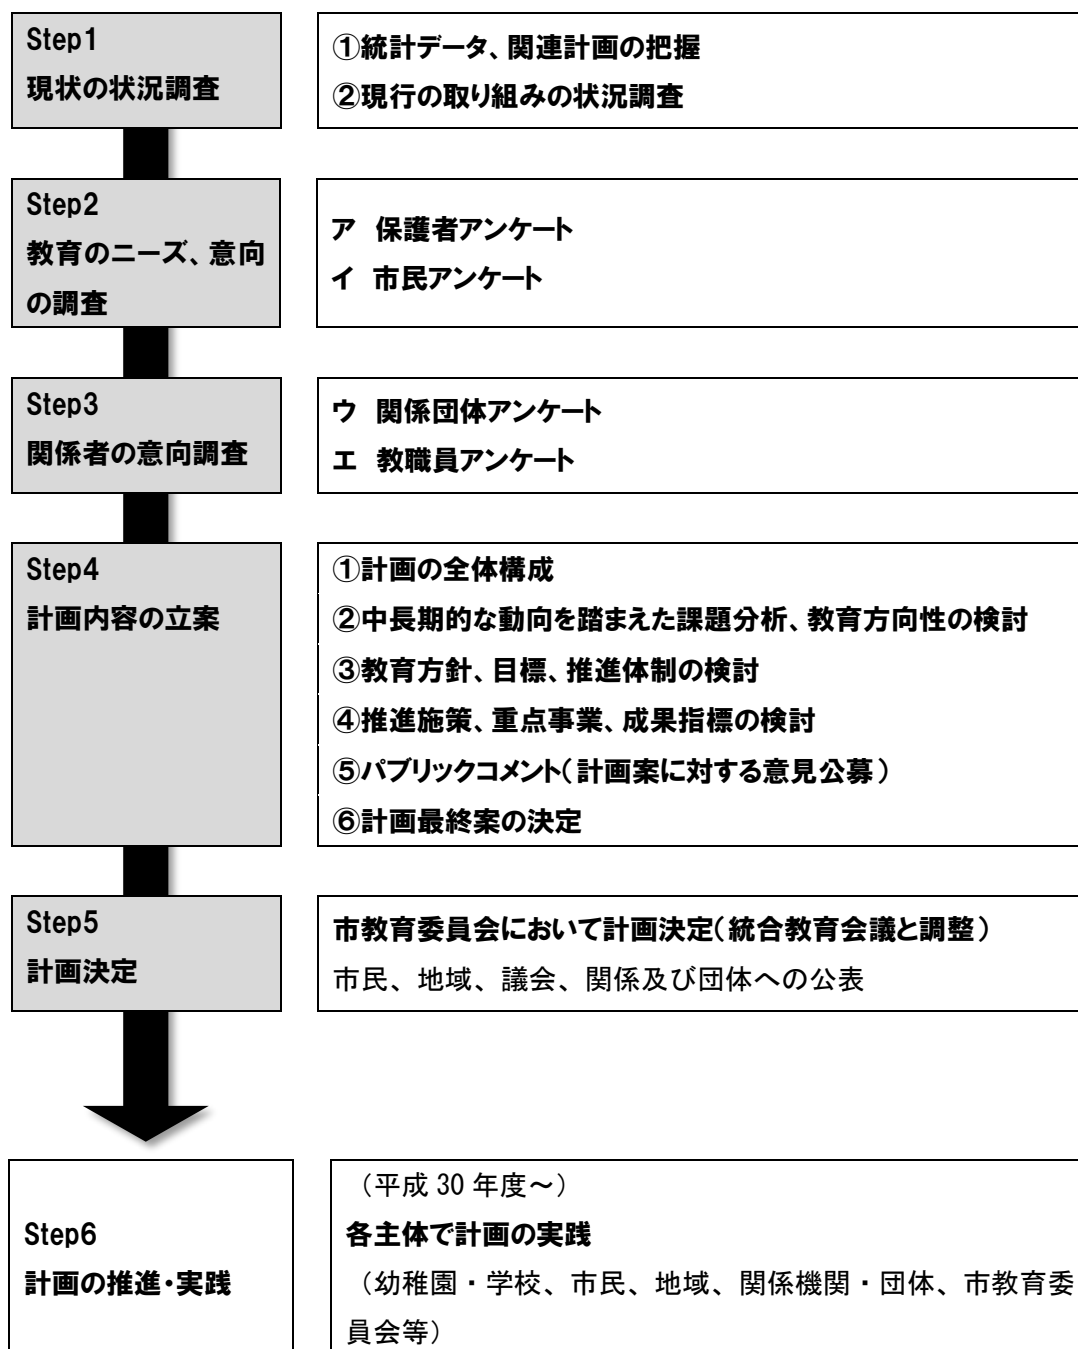 Step1
現状の状況調査
①統計データ、関連計画の把握
②現行の取り組みの状況調査
Step2
教育のニーズ、意向
の調査
ア 保護者アンケート
イ 市民アンケート
Step3
関係者の意向調査
ウ 関係団体アンケート
エ 教職員アンケート
Step4
計画内容の立案
①計画の全体構成
②中長期的な動向を踏まえた課題分析、教育方向性の検討
③教育方針、目標、推進体制の検討
④推進施策、重点事業、成果指標の検討
⑤パブリックコメント（計画案に対する意見公募）
⑥計画最終案の決定
Step5
計画決定
市教育委員会において計画決定（統合教育会議と調整）
市民、地域、議会、関係及び団体への公表
Step6
計画の推進・実践
（平成 30 年度～）
各主体で計画の実践
（幼稚園・学校、市民、地域、関係機関・団体、市教育委
員会等）